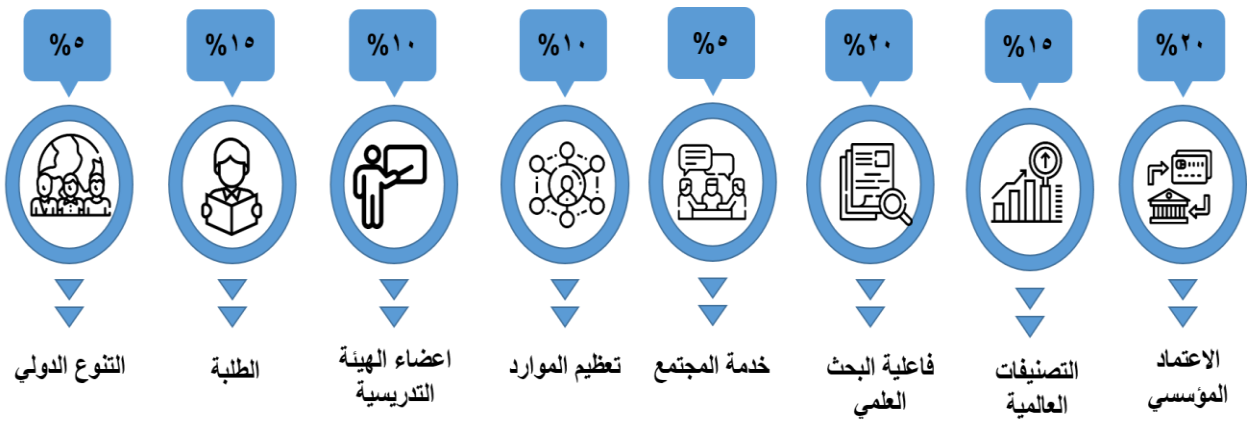 %٢٠
%١٥
%٢٠
%٥
%١٠
%١٠
%١٥
%٥
الاعتماد
المؤسسي
التصنيفات
العالمية
فاعلية البحث
العلمي
خدمة المجتمع
تعظيم الموارد
اعضاء الهيئة
التدريسية
الطلبة
التنوع الدولي